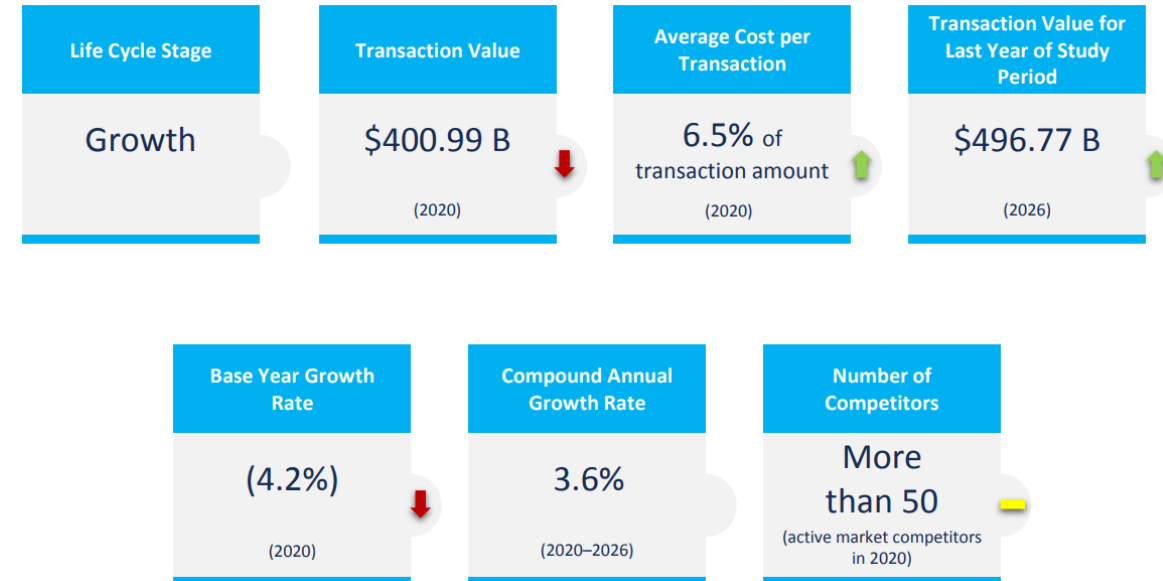 Life Cycle Stage
Growth
Transaction Value
$400.99 B
(2020)
Average Cost per
Transaction
6.5% of
transaction amount
(2020)
Transaction Value for
Last Year of Study
Period
$496.77 B
(2026)
Base Year Growth
Rate
(4.2%)
(2020)
Compound Annual
Growth Rate
3.6%
(2020–2026)
Number of
Competitors
More
than 50
(active market competitors
in 2020)